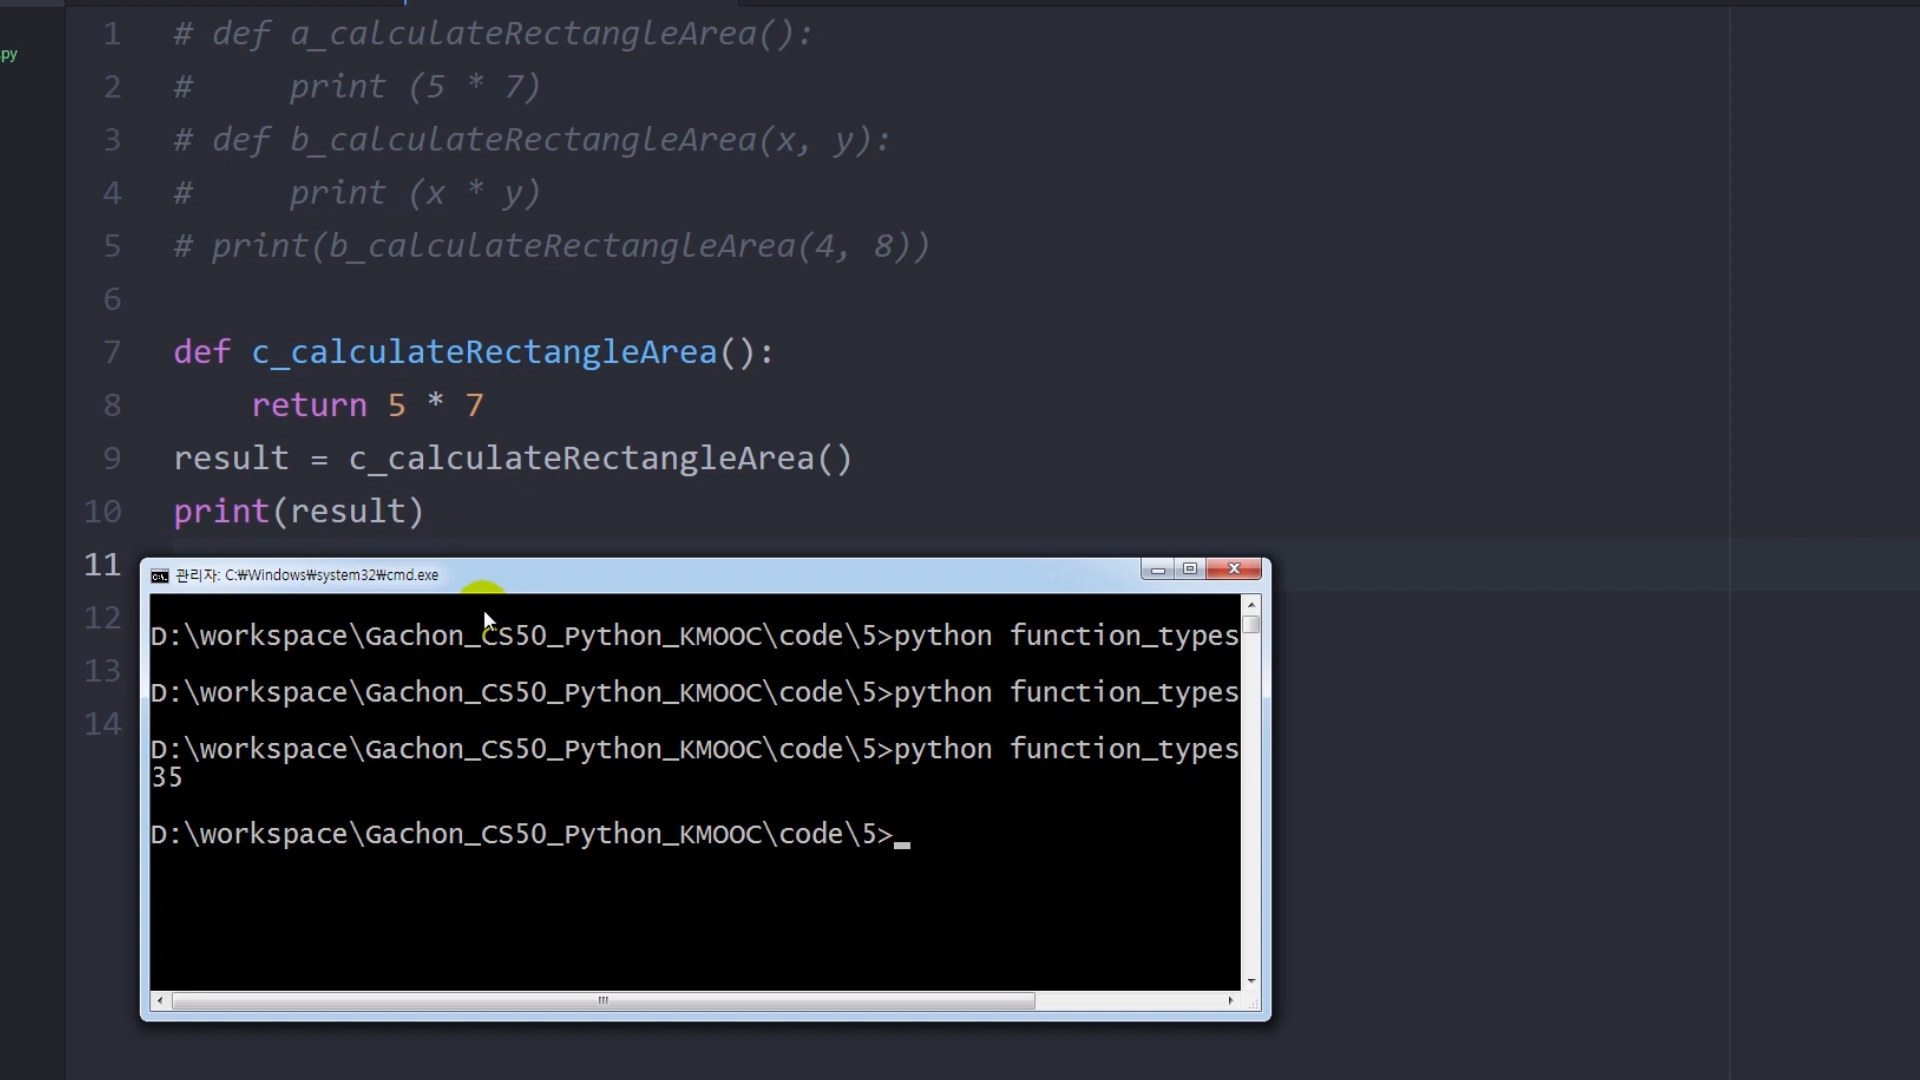 py
1 # def a_calculateRectangleArea():
2 #     print (5 * 7)
3 # def b_calculateRectangleArea(x, y):
4 #     print (x * y)
5 # print(b_calculateRectangleArea(4, 8))
6
7 def c_calculateRectangleArea():
8     return 5 * 7
9 result = c_calculateRectangleArea()
10 print(result)
11
12
13
14
관리자: C:₩Windows₩system32₩cmd.exe
D:\workspace\Gachon_CS50_Python_KMOOC\code\5>python function_types
D:\workspace\Gachon_CS50_Python_KMOOC\code\5>python function_types
D:\workspace\Gachon_CS50_Python_KMOOC\code\5>python function_types
35
D:\workspace\Gachon_CS50_Python_KMOOC\code\5>_